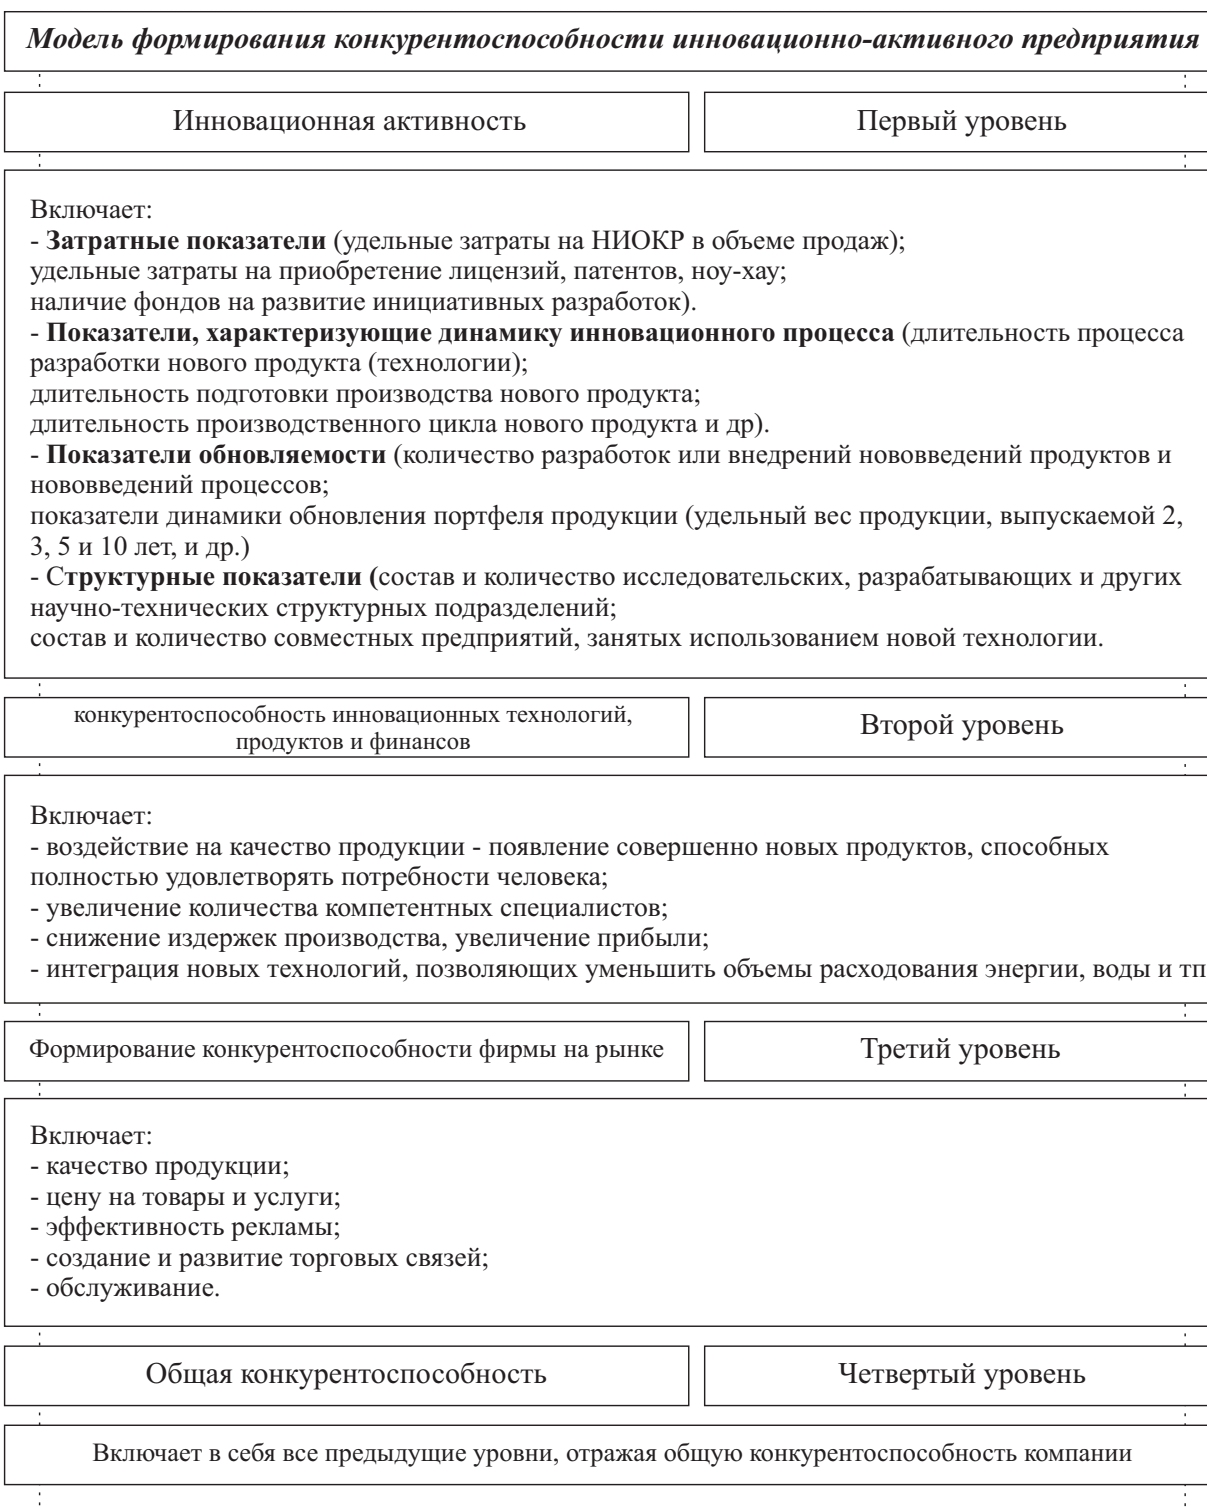 Модель формирования конкурентоспособности инновационно-активного предприятия
Инновационная активность
Первый уровень
Включает:
- Затратные показатели (удельные затраты на НИОКР в объеме продаж);
удельные затраты на приобретение лицензий, патентов, ноу-хау;
наличие фондов на развитие инициативных разработок).
- Показатели, характеризующие динамику инновационного процесса (длительность процесса
разработки нового продукта (технологии);
длительность подготовки производства нового продукта;
длительность производственного цикла нового продукта и др).
- Показатели обновляемости (количество разработок или внедрений нововведений продуктов и
нововведений процессов;
показатели динамики обновления портфеля продукции (удельный вес продукции, выпускаемой 2,
3, 5 и 10 лет, и др.)
- Структурные показатели (состав и количество исследовательских, разрабатывающих и других
научно-технических структурных подразделений;
состав и количество совместных предприятий, занятых использованием новой технологии.
конкурентоспособность инновационных технологий,
продуктов и финансов
Второй уровень
Включает:
- воздействие на качество продукции - появление совершенно новых продуктов, способных
полностью удовлетворять потребности человека;
- увеличение количества компетентных специалистов;
- снижение издержек производства, увеличение прибыли;
- интеграция новых технологий, позволяющих уменьшить объемы расходования энергии, воды и тп
Формирование конкурентоспособности фирмы на рынке
Третий уровень
Включает:
- качество продукции;
- цену на товары и услуги;
- эффективность рекламы;
- создание и развитие торговых связей;
- обслуживание.
Общая конкурентоспособность
Четвертый уровень
Включает в себя все предыдущие уровни, отражая общую конкурентоспособность компании